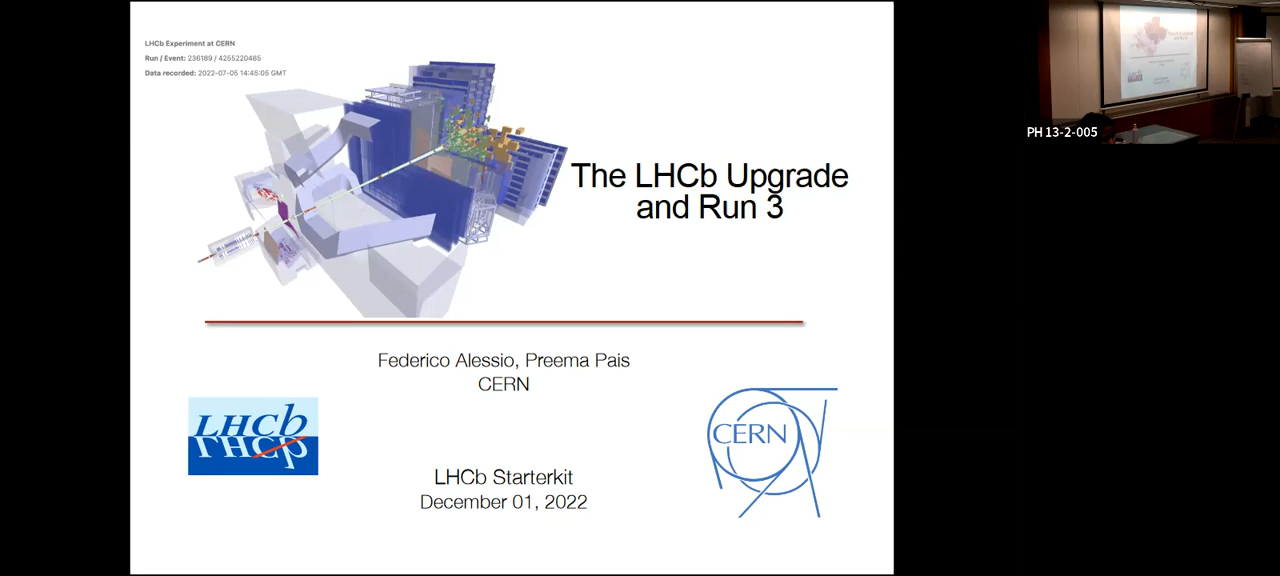 LHCb Experiment at CERN
Run / Event: 236189 / 4255220485
Data recorded: 2022-07-05 14:45:05 GMT
The LHCb Upgrade
and Run 3
PH 13-2-005
Federico Alessio, Preema Pais
CERN
LHCb
LHCb
CERN
LHCb Starterkit
December 01, 2022